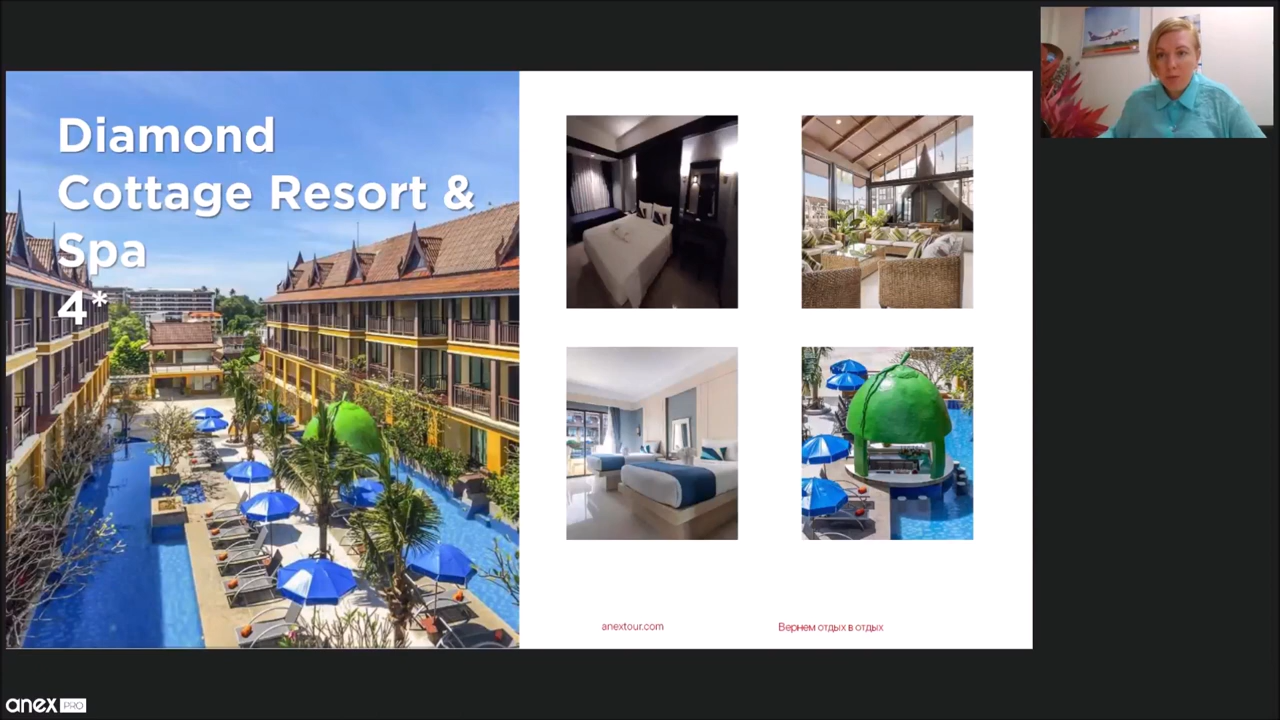 Diamond
Cottage Resort &
Spa
4*
anextour.com
Вернем отдых в отдых
anex PRO